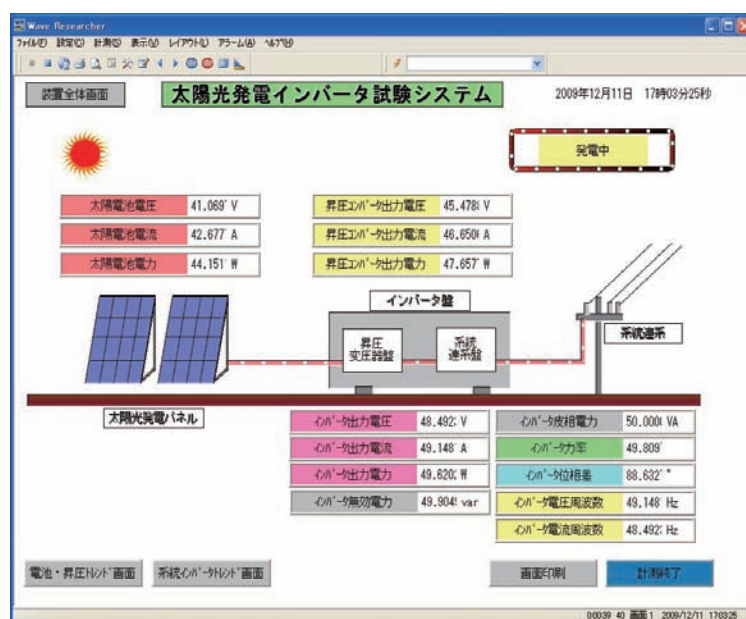 Wave Researcher
ファイル(F) 設定(C) 計測(S) 表示(V) レイアウト(L) アラーム(A) ヘルプ(H)
装置全体画面
太陽光発電インバータ試験システム
2009年12月11日 17時03分25秒
発電中
太陽電池電圧 41.069 V
昇圧コンバータ出力電圧 45.478 V
太陽電池電流 42.677 A
昇圧コンバータ出力電流 46.650 A
太陽電池電力 44.151 W
昇圧コンバータ出力電力 47.657 W
インバータ盤
昇圧
変圧器盤
系統
連系盤
系統連系
太陽光発電パネル
インバータ出力電圧 48.492 V
インバータ皮相電力 50.000 VA
インバータ出力電流 49.148 A
インバータ力率 49.809
インバータ出力電力 49.620 W
インバータ位相差 88.632 °
インバータ無効電力 49.904 var
インバータ電圧周波数 49.148 Hz
インバータ電流周波数 48.492 Hz
電池・昇圧トレンド画面
系統インバータトレンド画面
画面印刷
計測終了
00039 40 画面1 2009/12/11 170325